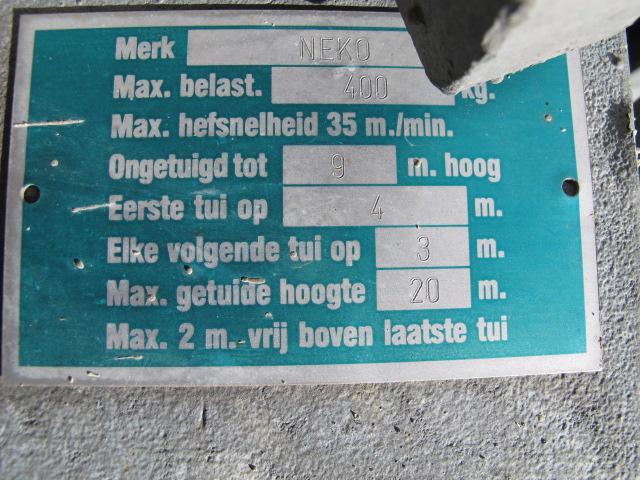 Merk NEKO
Max. belast. 400 kg.
Max. hefsnelheid 35 m./min.
Ongetuigd tot 9 m. hoog
Eerste tui op 4 m.
Elke volgende tui op 3 m.
Max. getuide hoogte 20 m.
Max. 2 m. vrij boven laatste tui